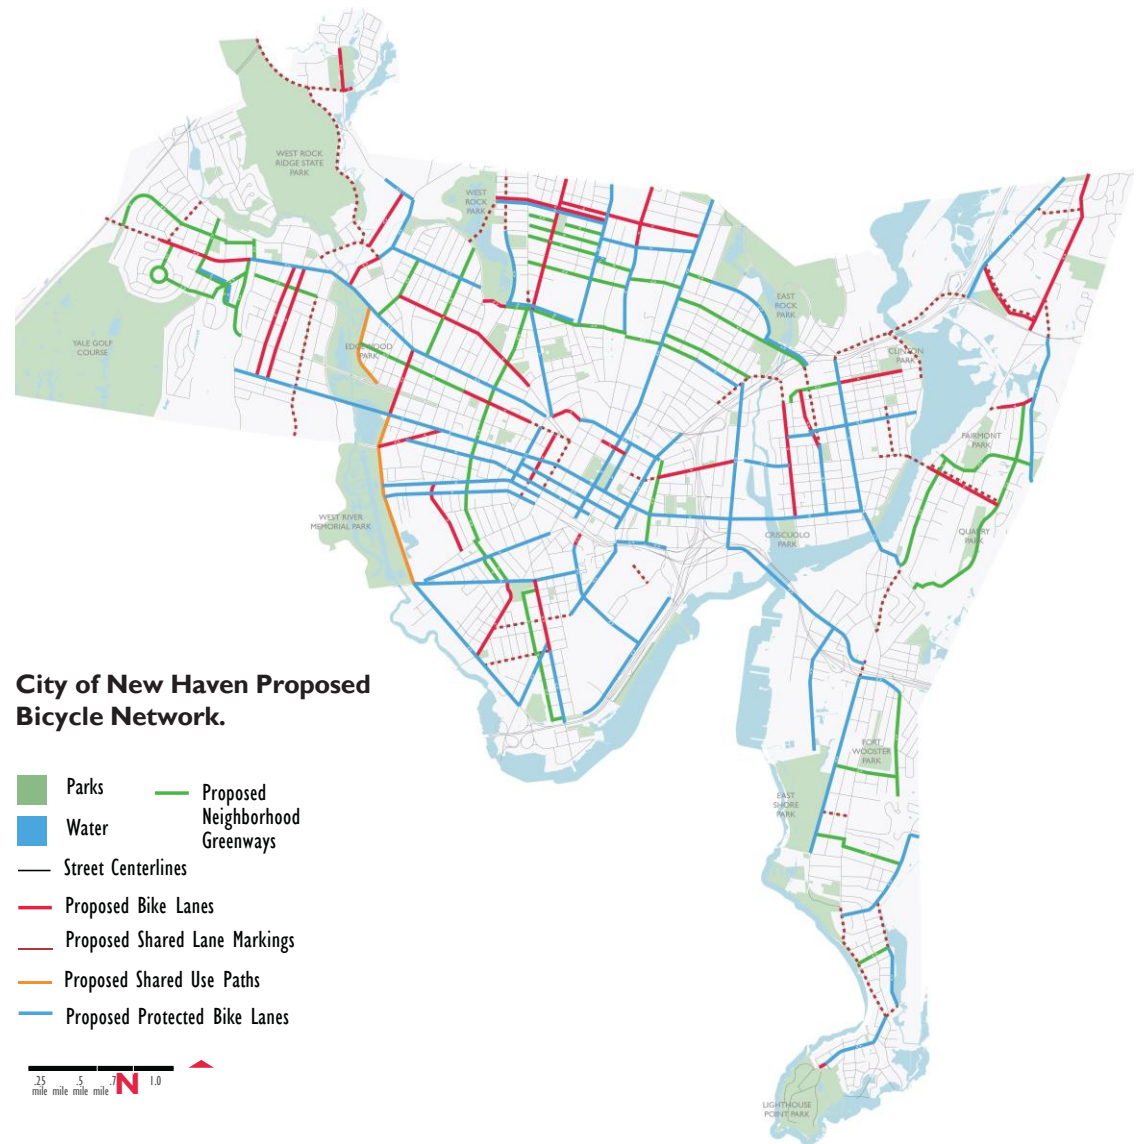 WEST ROCK
RIDGE STATE
PARK
WEST
ROCK
PARK
EAST
ROCK
PARK
YALE GOLF
COURSE
EDGEWOOD
PARK
CLINTON
PARK
FAIRMONT
PARK
WEST RIVER
MEMORIAL PARK
CRISCUOLO
PARK
QUARRY
PARK
FORT
WOOSTER
PARK
EAST
SHORE
PARK
LIGHTHOUSE
POINT PARK
City of New Haven Proposed
Bicycle Network.
Parks
Water
Proposed
Neighborhood
Greenways
Street Centerlines
Proposed Bike Lanes
Proposed Shared Lane Markings
Proposed Shared Use Paths
Proposed Protected Bike Lanes
.25 .5 .7 N 1.0
mile mile mile mile